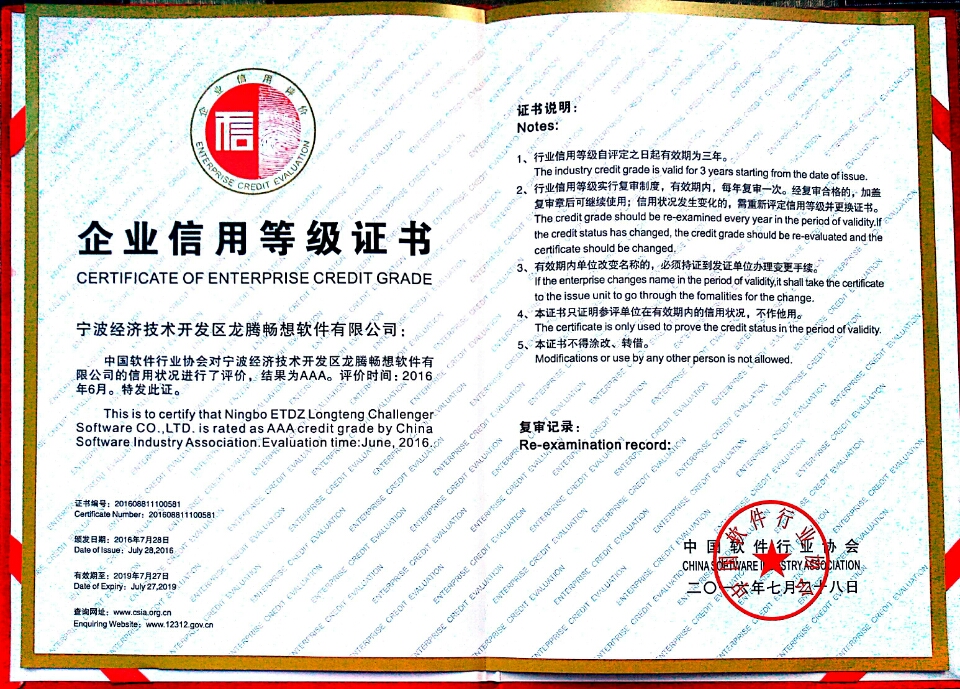 企业信用评价
信
ENTERPRISE CREDIT EVALUATION
企业信用等级证书
CERTIFICATE OF ENTERPRISE CREDIT GRADE
宁波经济技术开发区龙腾畅想软件有限公司：
中国软件行业协会对宁波经济技术开发区龙腾畅想软件有
限公司的信用状况进行了评价，结果为AAA。评价时间：2016
年6月。特发此证。
This is to certify that Ningbo ETDZ Longteng Challenger
Software CO.,LTD. is rated as AAA credit grade by China
Software Industry Association.Evaluation time:June, 2016.
证书编号：201608811100581
Certificate Number：201608811100581
颁发日期：2016年7月28日
Date of Issue：July 28,2016
有效期至：2019年7月27日
Date of Expiry：July 27,2019
查询网址：www.csia.org.cn
Enquiring Website：www.12312.gov.cn
证书说明：
Notes:
1、行业信用等级自评定之日起有效期为三年。
The industry credit grade is valid for 3 years starting from the date of issue.
2、行业信用等级实行复审制度，有效期内，每年复审一次。经复审合格的，加盖
复审章后可继续使用；信用状况发生变化的，需重新评定信用等级并更换证书。
The credit grade should be re-examined every year in the period of validity.If
the credit status has changed, the credit grade should be re-evaluated and the
certificate should be changed.
3、有效期内单位改变名称的，必须持证到发证单位办理变更手续。
If the enterprise changes name in the period of validity,it shall take the certificate
to the issue unit to go through the fomalities for the change.
4、本证书只证明参评单位在有效期内的信用状况，不作他用。
The certificate is only used to prove the credit status in the period of validity.
5、本证书不得涂改、转借。
Modifications or use by any other person is not allowed.
复审记录：
Re-examination record:
中国软件行业协会
CHINA SOFTWARE INDUSTRY ASSOCIATION
二〇一六年七月二十八日
中国软件行业协会